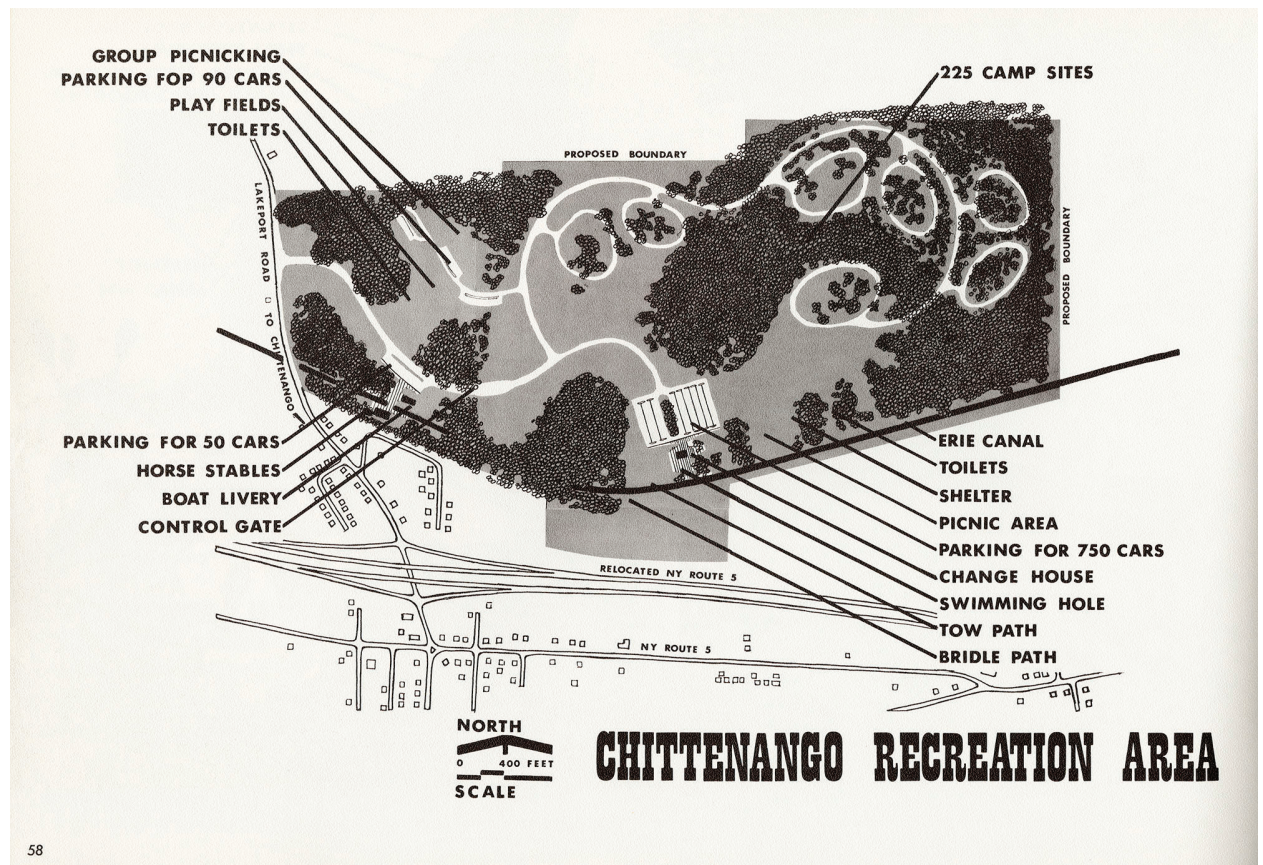 GROUP PICNICKING
PARKING FOP 90 CARS
PLAY FIELDS
TOILETS
225 CAMP SITES
PROPOSED BOUNDARY
PROPOSED BOUNDARY
LAKEPORT ROAD TO CHITTENANGO
PARKING FOR 50 CARS
HORSE STABLES
BOAT LIVERY
CONTROL GATE
ERIE CANAL
TOILETS
SHELTER
PICNIC AREA
PARKING FOR 750 CARS
CHANGE HOUSE
SWIMMING HOLE
TOW PATH
BRIDLE PATH
RELOCATED NY ROUTE 5
NY ROUTE 5
NORTH
0 400 FEET
SCALE
CHITTENANGO RECREATION AREA
58